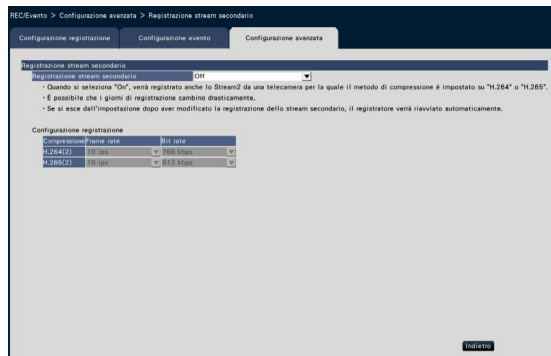 REC/Evento > Configurazione avanzata > Registrazione stream secondario
Configurazione registrazione
Configurazione evento
Configurazione avanzata
Registrazione stream secondario
Registrazione stream secondario Off
・Quando si seleziona "On", verrà registrato anche lo Stream2 da una telecamera per la quale il metodo di compressione è impostato su "H.264" o "H.265".
・È possibile che i giorni di registrazione cambino drasticamente.
・Se si esce dall'impostazione dopo aver modificato la registrazione dello stream secondario, il registratore verrà riavviato automaticamente.
Configurazione registrazione
Compressione Frame rate Bit rate
H.264(2) 10 ips 768 kbps
H.265(2) 10 ips 512 kbps
Indietro